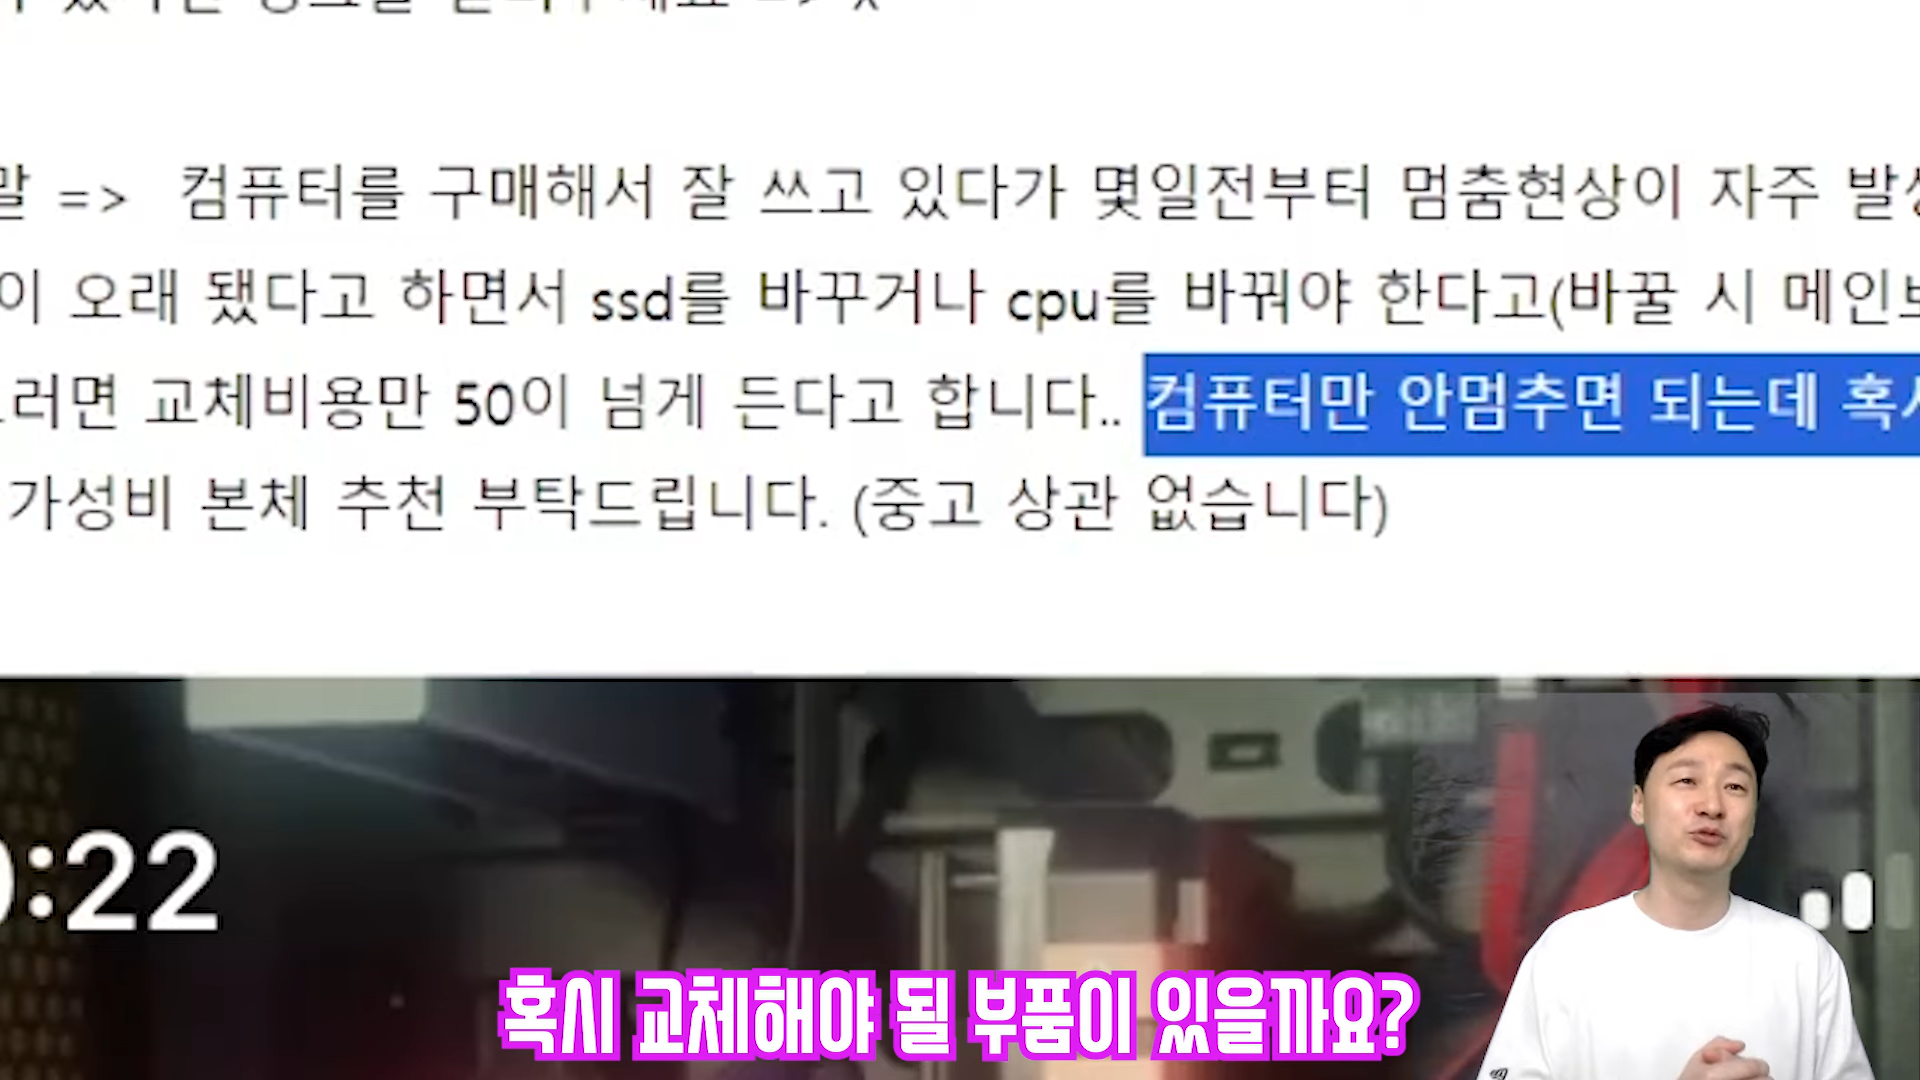 말 => 컴퓨터를 구매해서 잘 쓰고 있다가 몇일전부터 멈춤현상이 자주
이 오래 됐다고 하면서 ssd를 바꾸거나 cpu를 바꿔야 한다고(바꿀 시
러면 교체비용만 50이 넘게 든다고 합니다.. 컴퓨터만 안멈추면 되는데
가성비 본체 추천 부탁드립니다. (중고 상관 없습니다)
:22
혹시 교체해야 될 부품이 있을까요?